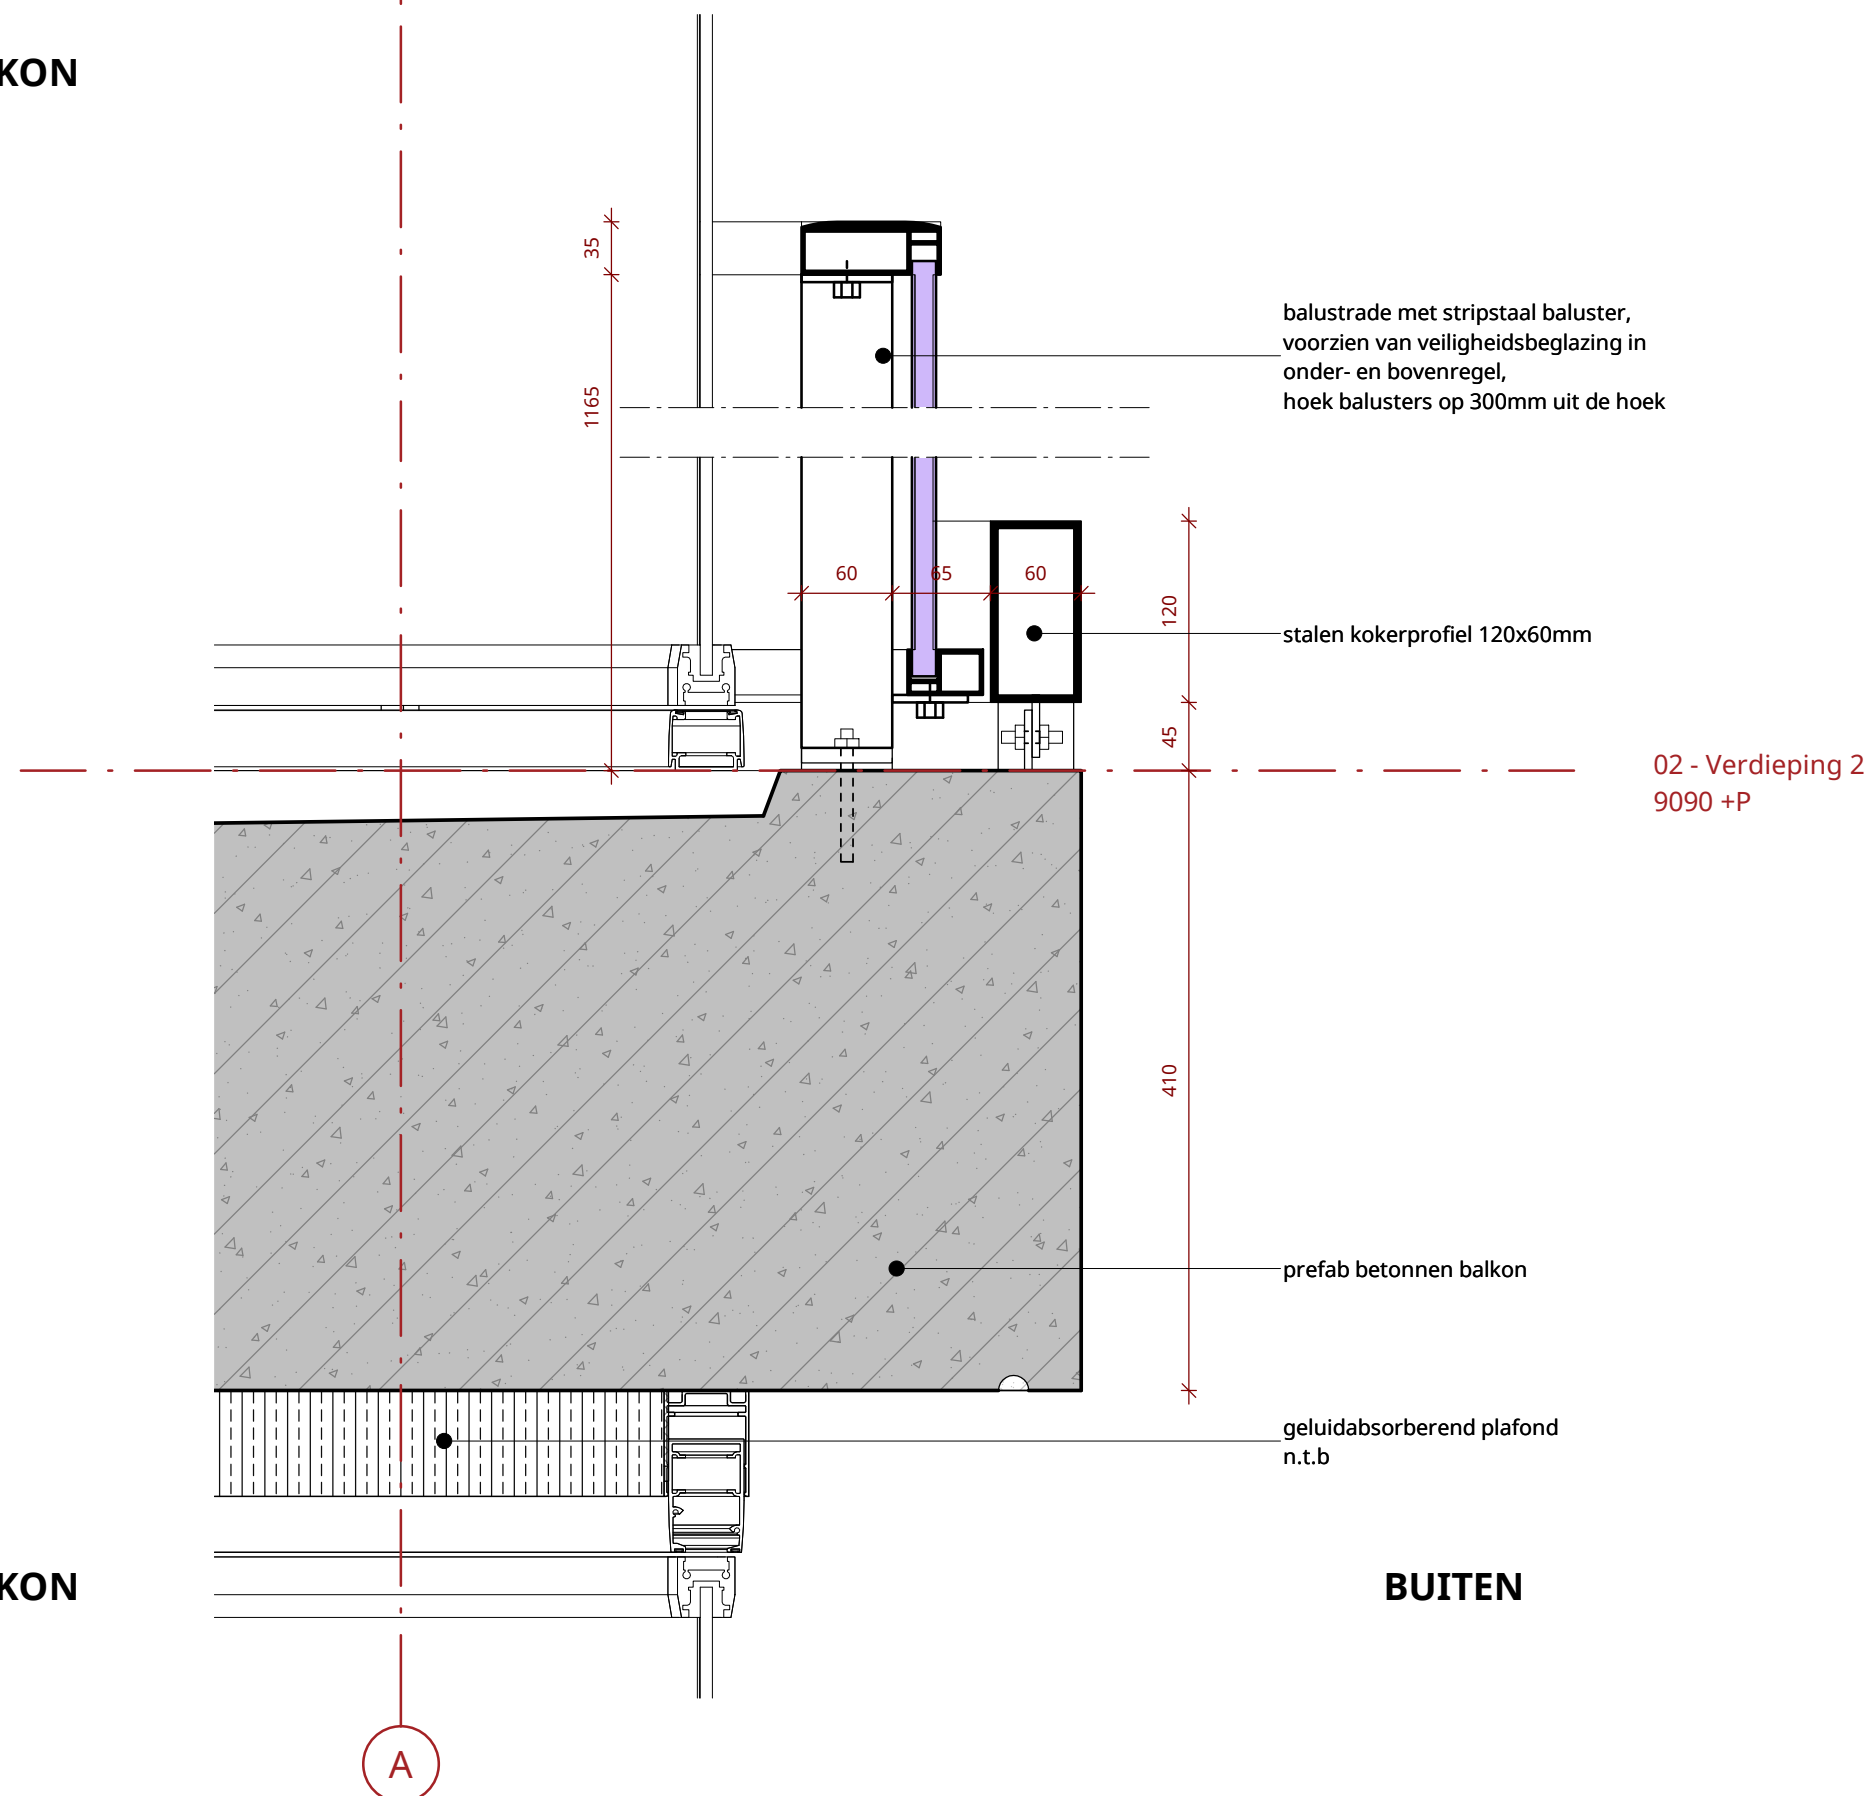 KON
35
1165
balustrade met stripstaal baluster,
voorzien van veiligheidsbeglazing in
onder- en bovenregel,
hoek balusters op 300mm uit de hoek
60
65
60
120
stalen kokerprofiel 120x60mm
45
02 - Verdieping 2
9090 +P
410
prefab betonnen balkon
geluidabsorberend plafond
n.t.b
KON
BUITEN
A